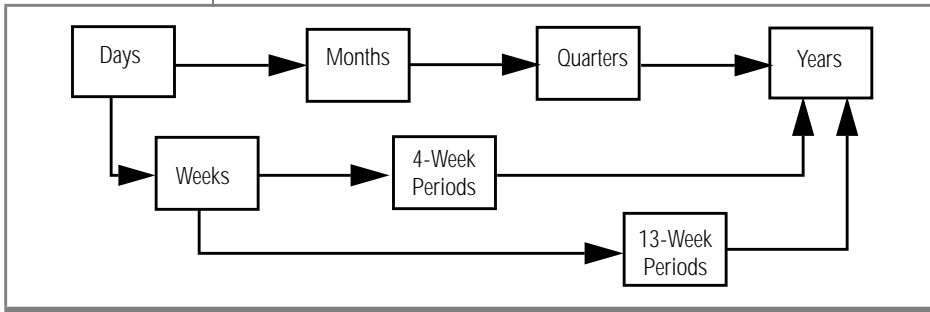 Days
Months
Quarters
Years
Weeks
4-Week
Periods
13-Week
Periods